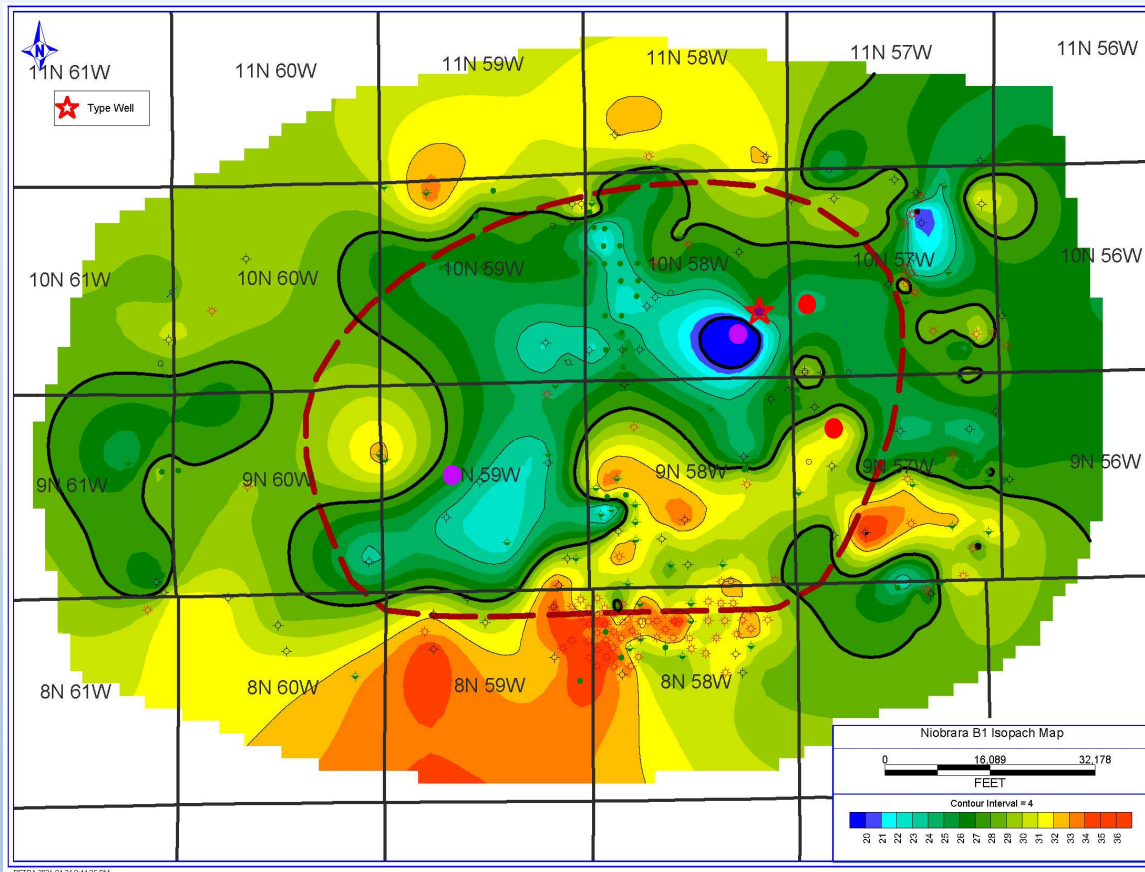 N
11N 61W
11N 60W
11N 59W
11N 58W
11N 57W
11N 56W
Type Well
10N 61W
10N 60W
10N 59W
10N 58W
10N 57W
10N 56W
9N 61W
9N 60W
N 59W
9N 58W
9N 57W
9N 56W
8N 61W
8N 60W
8N 59W
8N 58W
Niobrara B1 Isopach Map
0 16,089 32,178
FEET
Contour Interval = 4
20 21 22 23 24 25 26 27 28 29 30 31 32 33 34 35 36